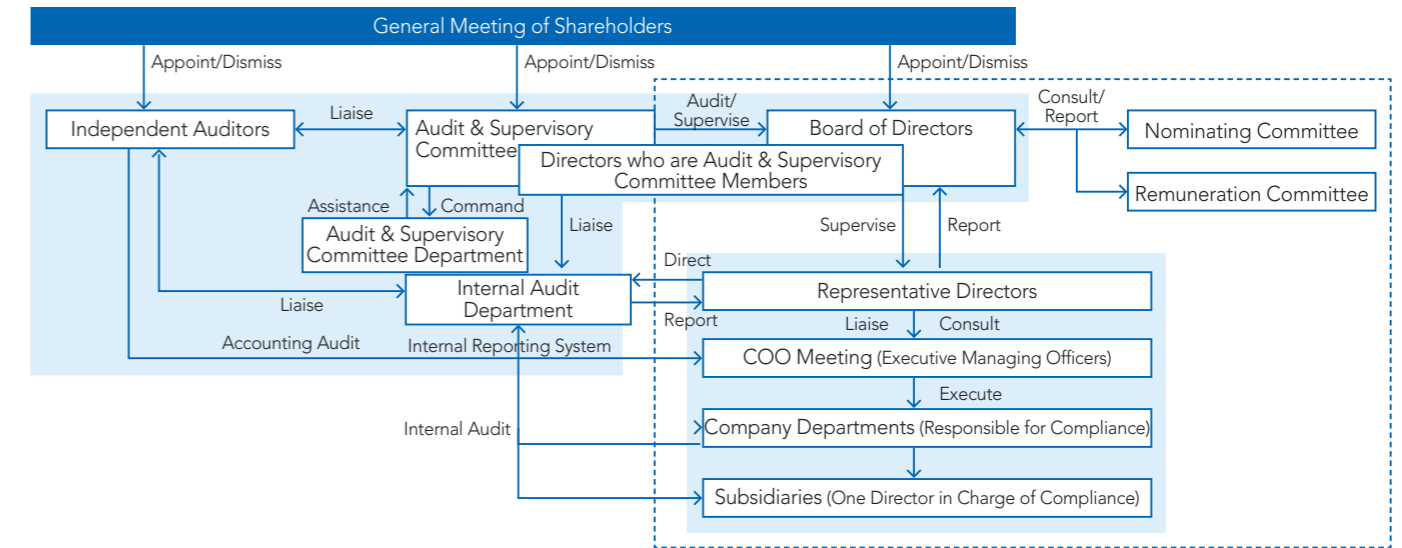 General Meeting of Shareholders
Appoint/Dismiss
Appoint/Dismiss
Appoint/Dismiss
Independent Auditors
Liaise
Audit & Supervisory
Committee
Audit/
Supervise
Board of Directors
Directors who are Audit & Supervisory
Committee Members
Consult/
Report
Nominating Committee
Remuneration Committee
Assistance
Command
Liaise
Supervise
Report
Audit & Supervisory
Committee Department
Direct
Internal Audit
Department
Representative Directors
Liaise
Report
Liaise
Consult
Accounting Audit
Internal Reporting System
COO Meeting (Executive Managing Officers)
Execute
Internal Audit
Company Departments (Responsible for Compliance)
Subsidiaries (One Director in Charge of Compliance)